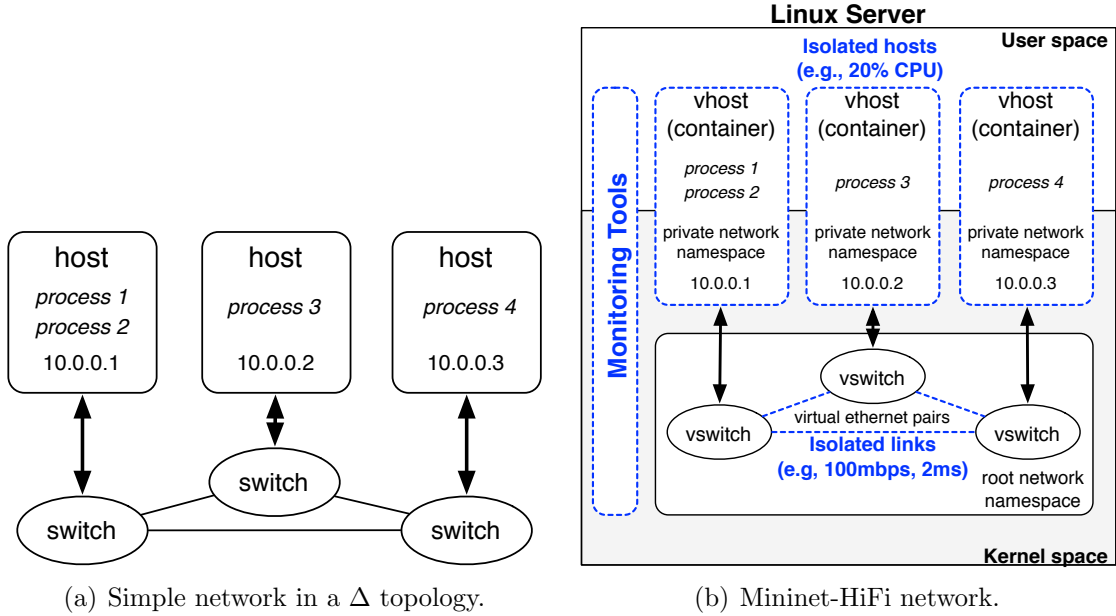 host
process 1
process 2
10.0.0.1
host
process 3
10.0.0.2
host
process 4
10.0.0.3
switch
switch
switch
(a) Simple network in a Δ topology.
Linux Server
User space
Isolated hosts
(e.g., 20% CPU)
Monitoring Tools
vhost
(container)
process 1
process 2
private network
namespace
10.0.0.1
vhost
(container)
process 3
private network
namespace
10.0.0.2
vhost
(container)
process 4
private network
namespace
10.0.0.3
vswitch
virtual ethernet pairs
vswitch
vswitch
Isolated links
(e.g, 100mbps, 2ms)
root network
namespace
Kernel space
(b) Mininet-HiFi network.